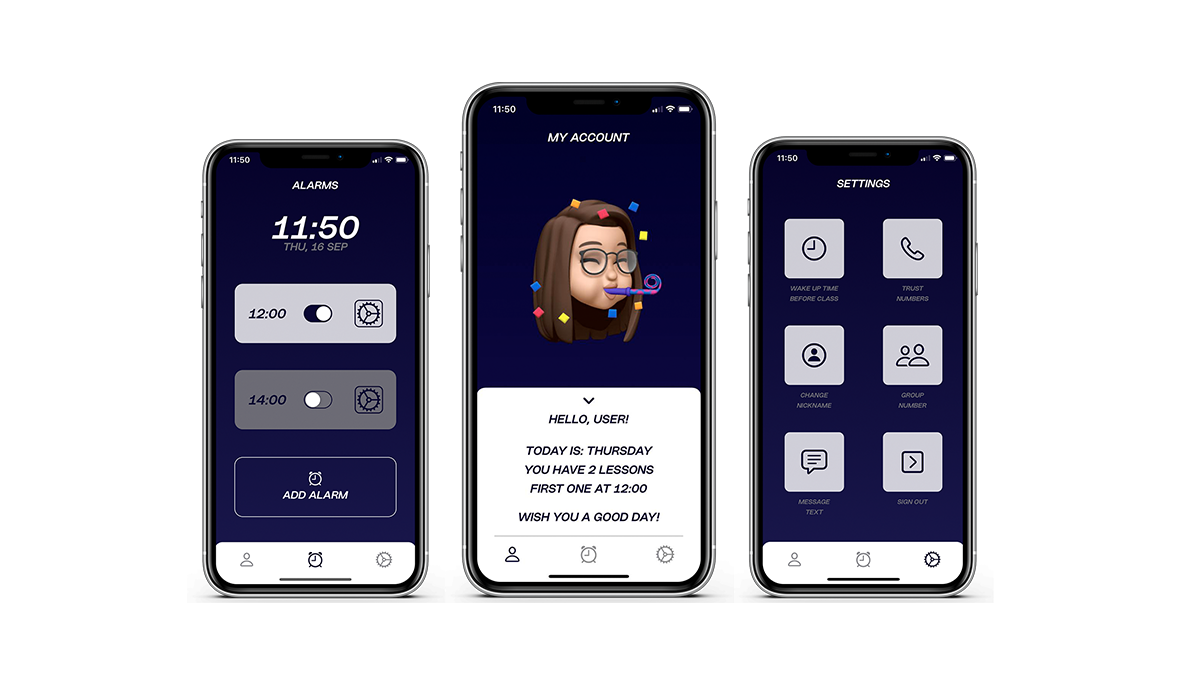 11:50
ALARMS
11:50
THU, 16 SEP
12:00
14:00
ADD ALARM
11:50
MY ACCOUNT
HELLO, USER!
TODAY IS: THURSDAY
YOU HAVE 2 LESSONS
FIRST ONE AT 12:00
WISH YOU A GOOD DAY!
11:50
SETTINGS
WAKE UP TIME
BEFORE CLASS
TRUST
NUMBERS
CHANGE
NICKNAME
GROUP
NUMBER
MESSAGE
TEXT
SIGN OUT